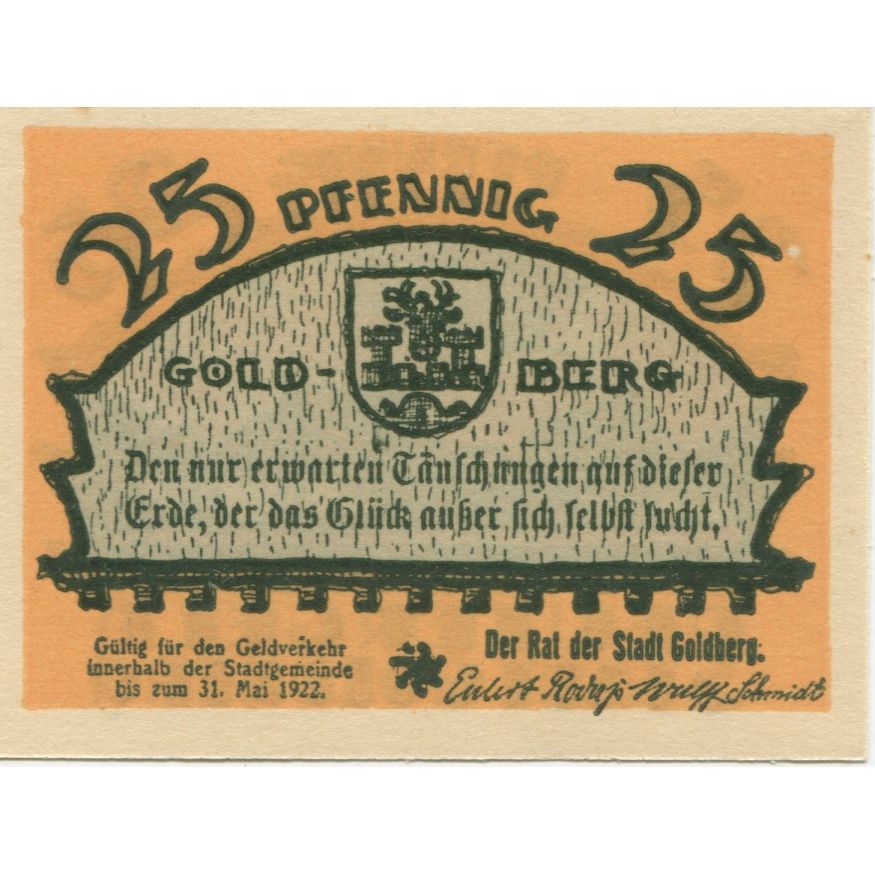 25 PFENNIG 25
GOLD-BERG
Den nur erwarten Täuschungen auf dieser
Erde, der das Glück außer sich selbst sucht.
Gültig für den Geldverkehr
innerhalb der Stadtgemeinde
bis zum 31. Mai 1922.
Der Rat der Stadt Goldberg:
Schmidt